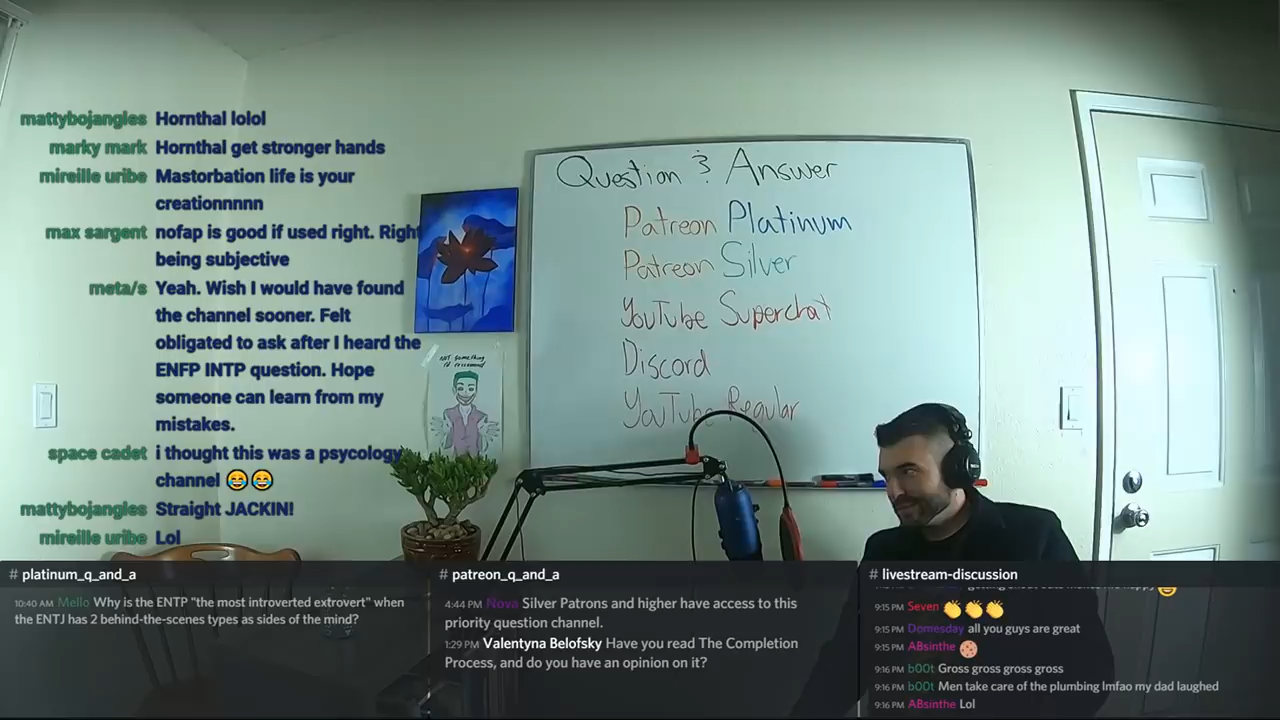 mattybojangles Hornthal lolol
marky mark Hornthal get stronger hands
mireille uribe Mastorbation life is your
creationnnnn
max sargent nofap is good if used right. Right
being subjective
meta/s Yeah. Wish I would have found
the channel sooner. Felt
obligated to ask after I heard the
ENFP INTP question. Hope
someone can learn from my
mistakes.
space cadet i thought this was a psycology
channel 😂😂
mattybojangles Straight JACKIN!
mireille uribe Lol
Question & Answer
Patreon Platinum
Patreon Silver
YouTube Superchat
Discord
YouTube Regular
NOT something
I'd recommend
# platinum_q_and_a
10:40 AM Mello Why is the ENTP "the most introverted extrovert" when
the ENTJ has 2 behind-the-scenes types as sides of the mind?
# patreon_q_and_a
4:44 PM Nova Silver Patrons and higher have access to this
priority question channel.
1:29 PM Valentyna Belofsky Have you read The Completion
Process, and do you have an opinion on it?
# livestream-discussion
9:15 PM Seven 👏👏👏
9:15 PM Domesday all you guys are great
9:15 PM ABsinthe 🍪
9:16 PM b00t Gross gross gross gross
9:16 PM b00t Men take care of the plumbing lmfao my dad laughed
9:16 PM ABsinthe Lol